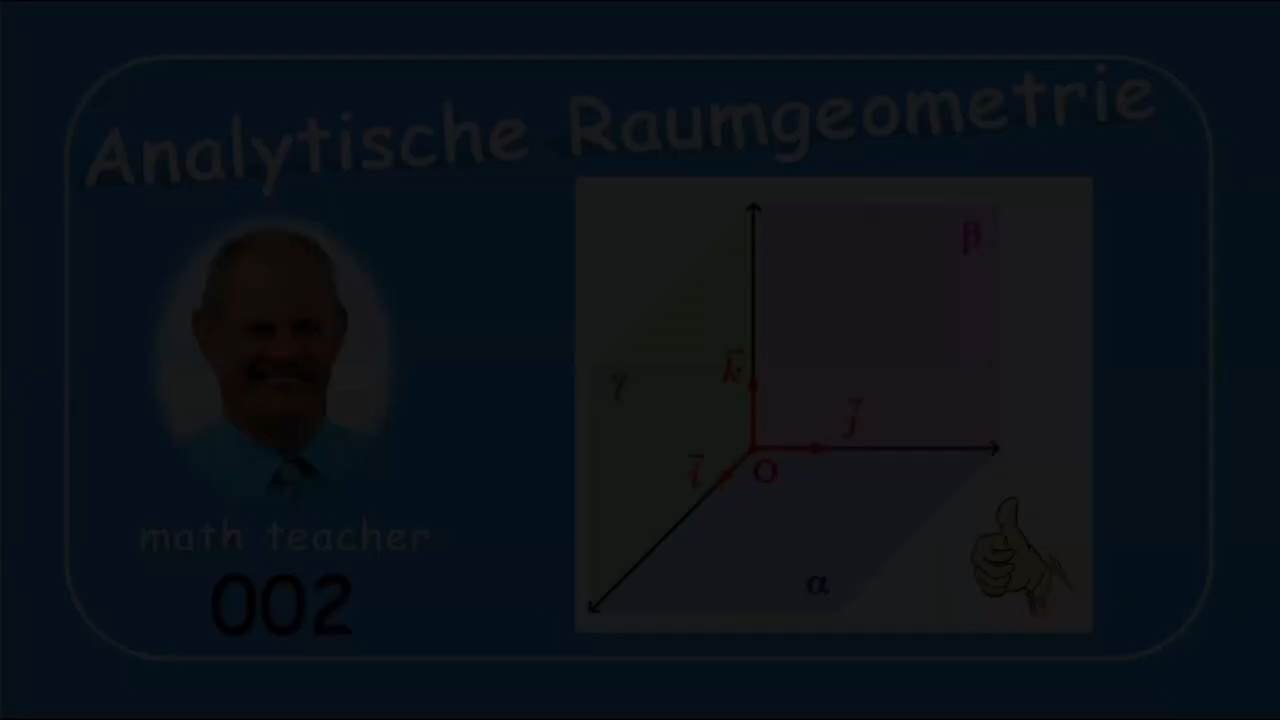 Analytische Raumgeometrie
β
k⃗
γ
j⃗
i⃗
O
math teacher
α
002